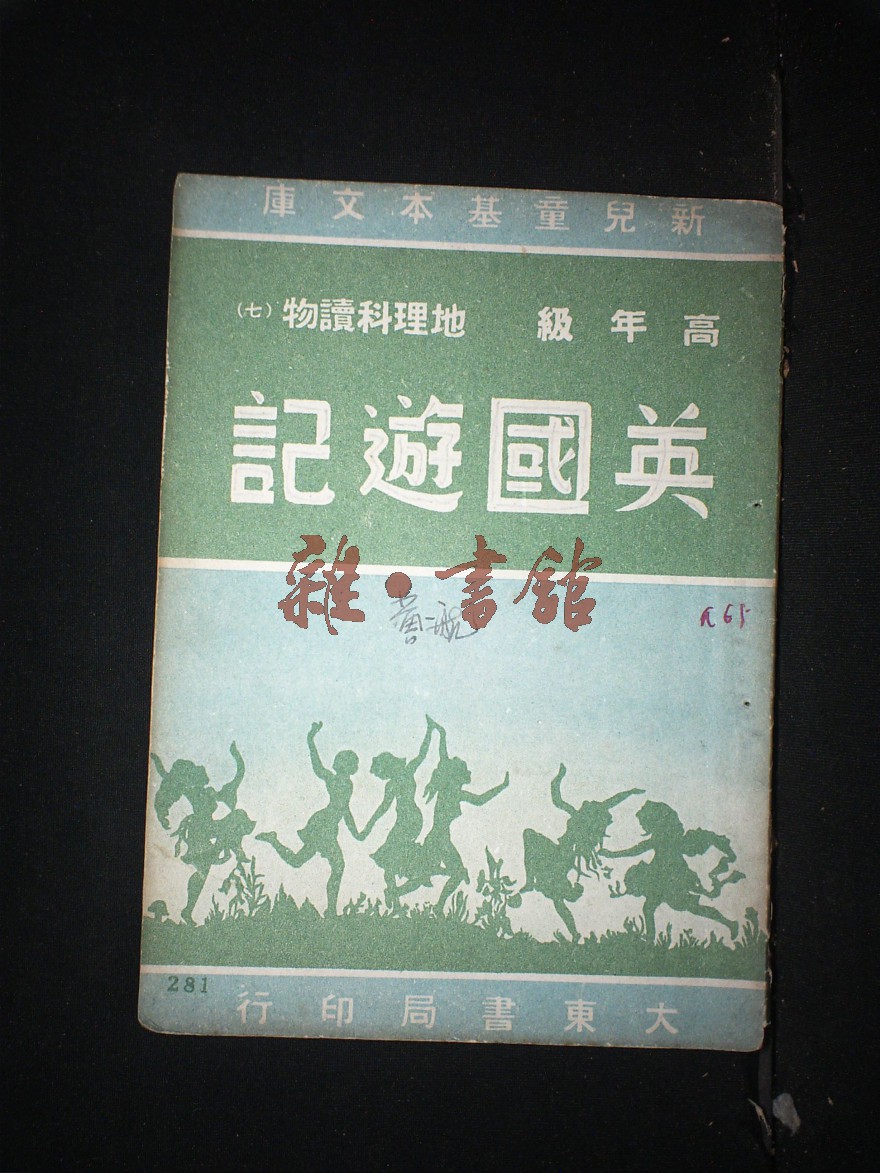 新兒童基本文庫
高年級 地理科讀物(七)
英國遊記
雜·書館
65
281
大東書局印行